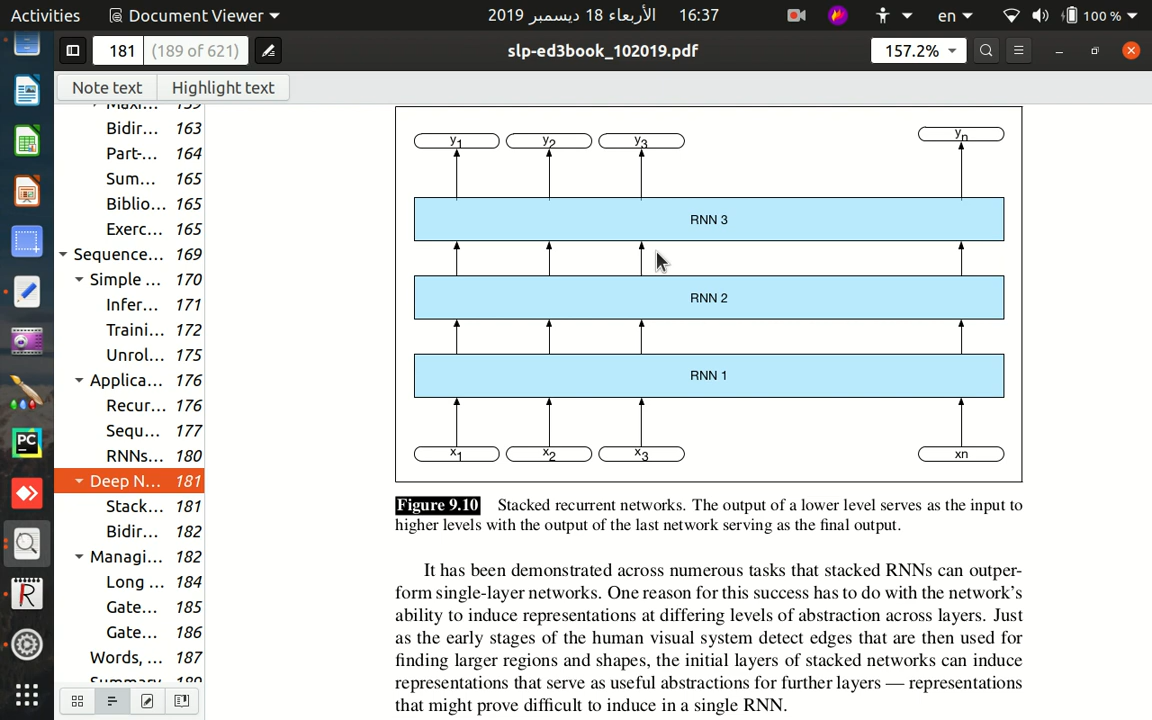 Activities
Document Viewer
الأربعاء 18 ديسمبر 2019 16:37
en
100 %
181 (189 of 621)
slp-ed3book_102019.pdf
157.2%
Note text
Highlight text
Maxi... 159
Bidir... 163
Part-... 164
Sum... 165
Biblio... 165
Exerc... 165
Sequence... 169
Simple ... 170
Infer... 171
Traini... 172
Unrol... 175
Applica... 176
Recur... 176
Sequ... 177
RNNs... 180
Deep N... 181
Stack... 181
Bidir... 182
Managi... 182
Long ... 184
Gate... 185
Gate... 186
Words, ... 187
Summary
PC
R
y1 y2 y3 yn
RNN 3
RNN 2
RNN 1
x1 x2 x3 xn
Figure 9.10 Stacked recurrent networks. The output of a lower level serves as the input to
higher levels with the output of the last network serving as the final output.
It has been demonstrated across numerous tasks that stacked RNNs can outper-
form single-layer networks. One reason for this success has to do with the network's
ability to induce representations at differing levels of abstraction across layers. Just
as the early stages of the human visual system detect edges that are then used for
finding larger regions and shapes, the initial layers of stacked networks can induce
representations that serve as useful abstractions for further layers — representations
that might prove difficult to induce in a single RNN.